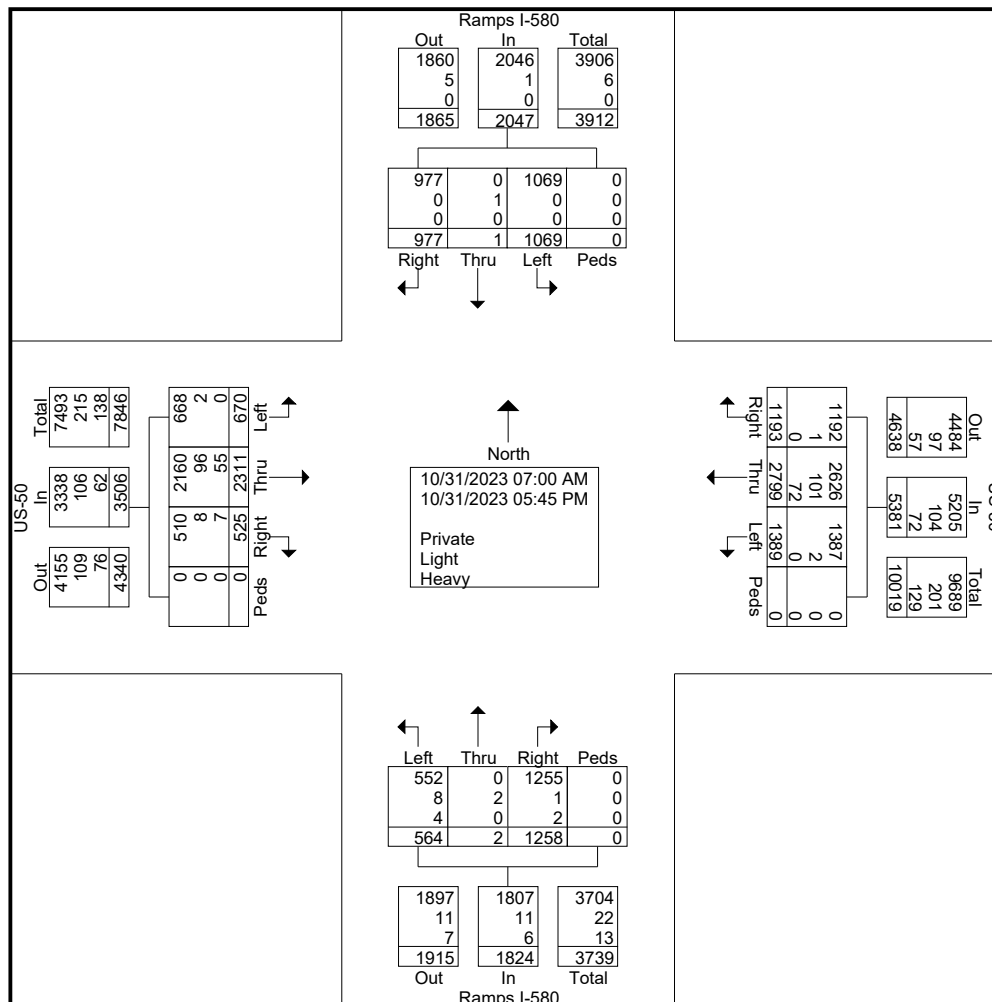 Ramps I-580
Out In Total
1860 2046 3906
5 1 6
0 0 0
1865 2047 3912
977 0 1069 0
0 1 0 0
0 0 0 0
977 1 1069 0
Right Thru Left Peds
US-50
Total In Out
7493 3338 4155
215 106 109
138 62 76
7846 3506 4340
Left Thru Right Peds
668 2160 510 0
2 96 8 0
0 55 7 0
670 2311 525 0
North
10/31/2023 07:00 AM
10/31/2023 05:45 PM
Private
Light
Heavy
Right Thru Left Peds
1192 2626 1387 0
1 101 2 0
0 72 0 0
1193 2799 1389 0
Out In Total
4484 5205 9689
97 104 201
57 72 129
4638 5381 10019
Left Thru Right Peds
552 0 1255 0
8 2 1 0
4 0 2 0
564 2 1258 0
1897 1807 3704
11 11 22
7 6 13
1915 1824 3739
Out In Total
Ramps I-580